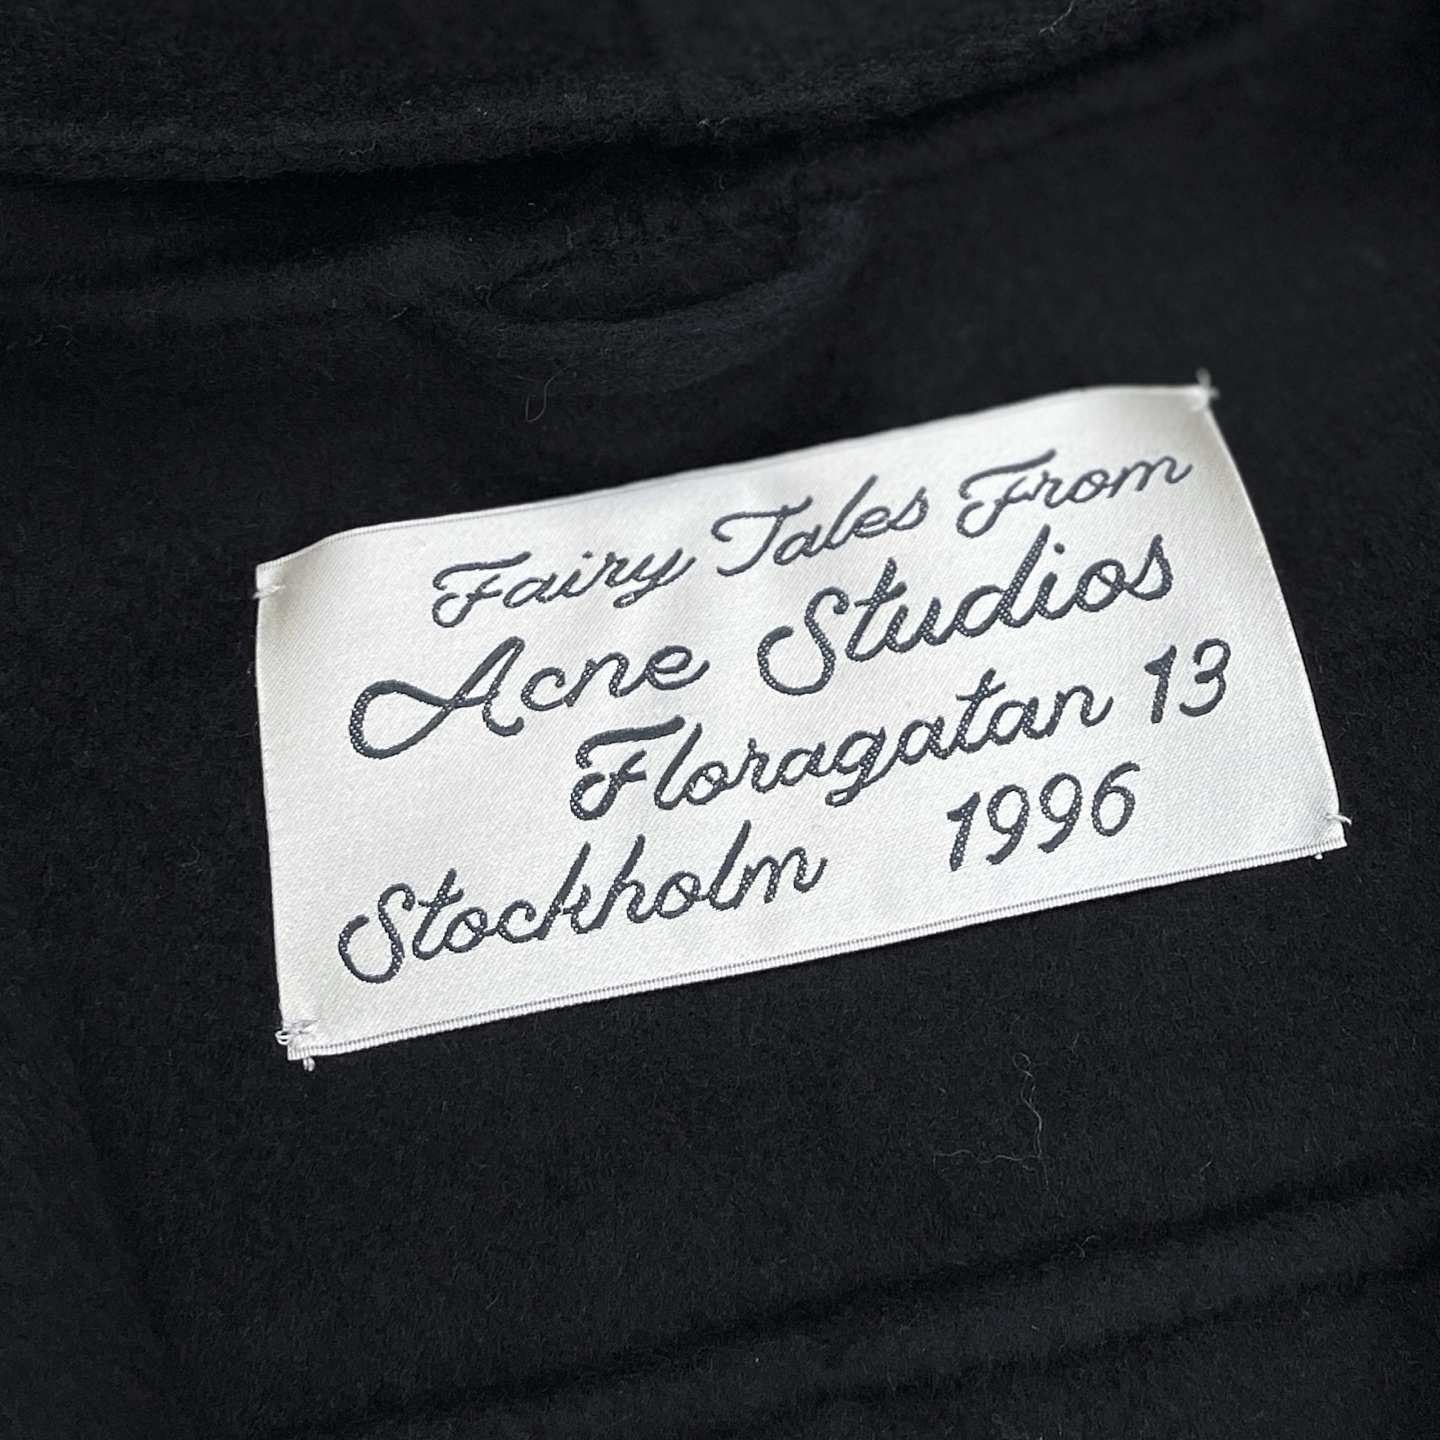 Fairy Tales From
Acne Studios
Floragatan 13
Stockholm 1996